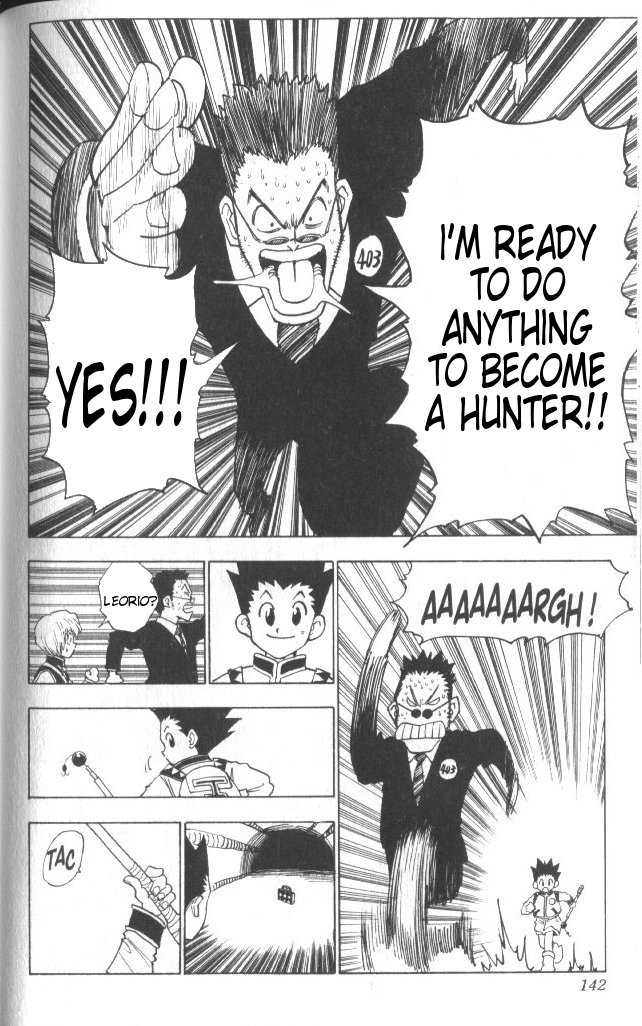 I'M READY
TO DO
ANYTHING
TO BECOME
A HUNTER!!
403
YES!!!
AAAAAAARGH!
403
LEORIO?
TAC
142